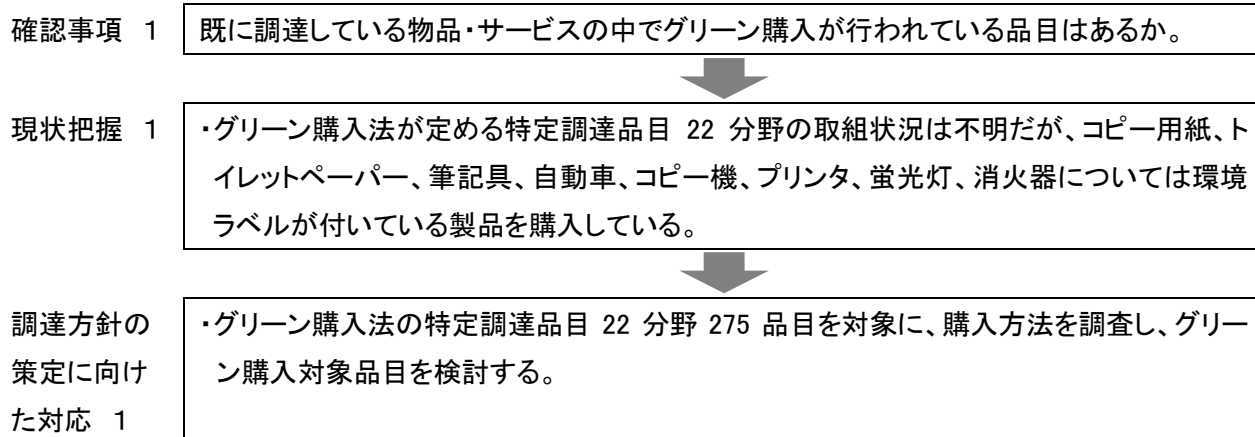 確認事項 1
既に調達している物品・サービスの中でグリーン購入が行われている品目はあるか。
現状把握 1
・グリーン購入法が定める特定調達品目 22 分野の取組状況は不明だが、コピー用紙、ト
イレットペーパー、筆記具、自動車、コピー機、プリンタ、蛍光灯、消火器については環境
ラベルが付いている製品を購入している。
調達方針の
策定に向け
た対応 1
・グリーン購入法の特定調達品目 22 分野 275 品目を対象に、購入方法を調査し、グリー
ン購入対象品目を検討する。